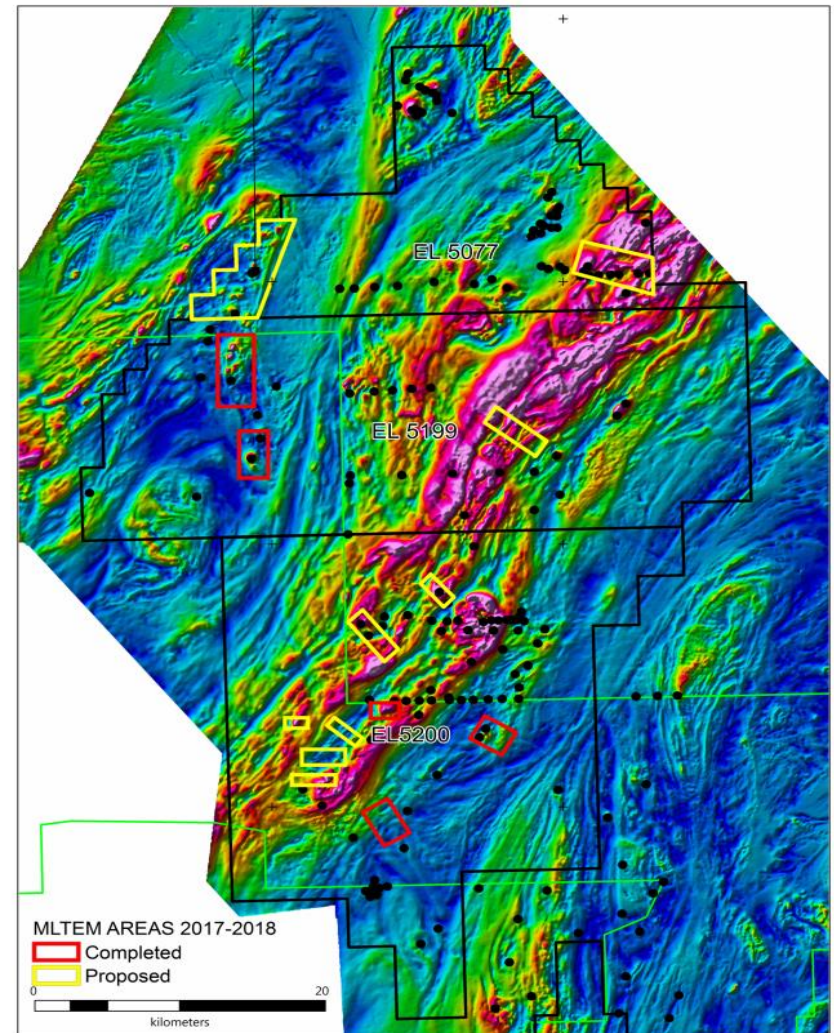 EL 5077
EL 5199
EL5200
MLTEM AREAS 2017-2018
Completed
Proposed
0 20
kilometers